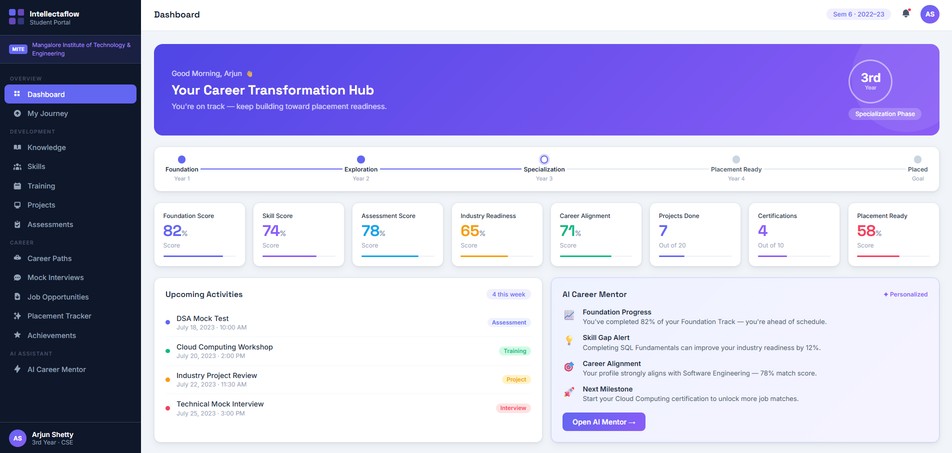 Intellectaflow
Student Portal
MITE
Mangalore Institute of Technology &
Engineering
OVERVIEW
Dashboard
My Journey
DEVELOPMENT
Knowledge
Skills
Training
Projects
Assessments
CAREER
Career Paths
Mock Interviews
Job Opportunities
Placement Tracker
Achievements
AI ASSISTANT
AI Career Mentor
AS
Arjun Shetty
3rd Year · CSE
Dashboard
Sem 6 · 2022–23
AS
Good Morning, Arjun 👋
Your Career Transformation Hub
You're on track — keep building toward placement readiness.
3rd
Year
Specialization Phase
Foundation
Year 1
Exploration
Year 2
Specialization
Year 3
Placement Ready
Year 4
Placed
Goal
Foundation Score
82%
Score
Skill Score
74%
Score
Assessment Score
78%
Score
Industry Readiness
65%
Score
Career Alignment
71%
Score
Projects Done
7
Out of 20
Certifications
4
Out of 10
Placement Ready
58%
Score
Upcoming Activities
4 this week
DSA Mock Test
July 18, 2023 · 10:00 AM
Assessment
Cloud Computing Workshop
July 20, 2023 · 2:00 PM
Training
Industry Project Review
July 22, 2023 · 11:30 AM
Project
Technical Mock Interview
July 25, 2023 · 3:00 PM
Interview
AI Career Mentor
✦ Personalized
Foundation Progress
You've completed 82% of your Foundation Track — you're ahead of schedule.
Skill Gap Alert
Completing SQL Fundamentals can improve your industry readiness by 12%.
Career Alignment
Your profile strongly aligns with Software Engineering — 78% match score.
Next Milestone
Start your Cloud Computing certification to unlock more job matches.
Open AI Mentor →